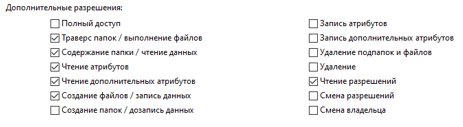 Дополнительные разрешения:
Полный доступ
Траверс папок / выполнение файлов
Содержание папки / чтение данных
Чтение атрибутов
Чтение дополнительных атрибутов
Создание файлов / запись данных
Создание папок / дозапись данных
Запись атрибутов
Запись дополнительных атрибутов
Удаление подпапок и файлов
Удаление
Чтение разрешений
Смена разрешений
Смена владельца